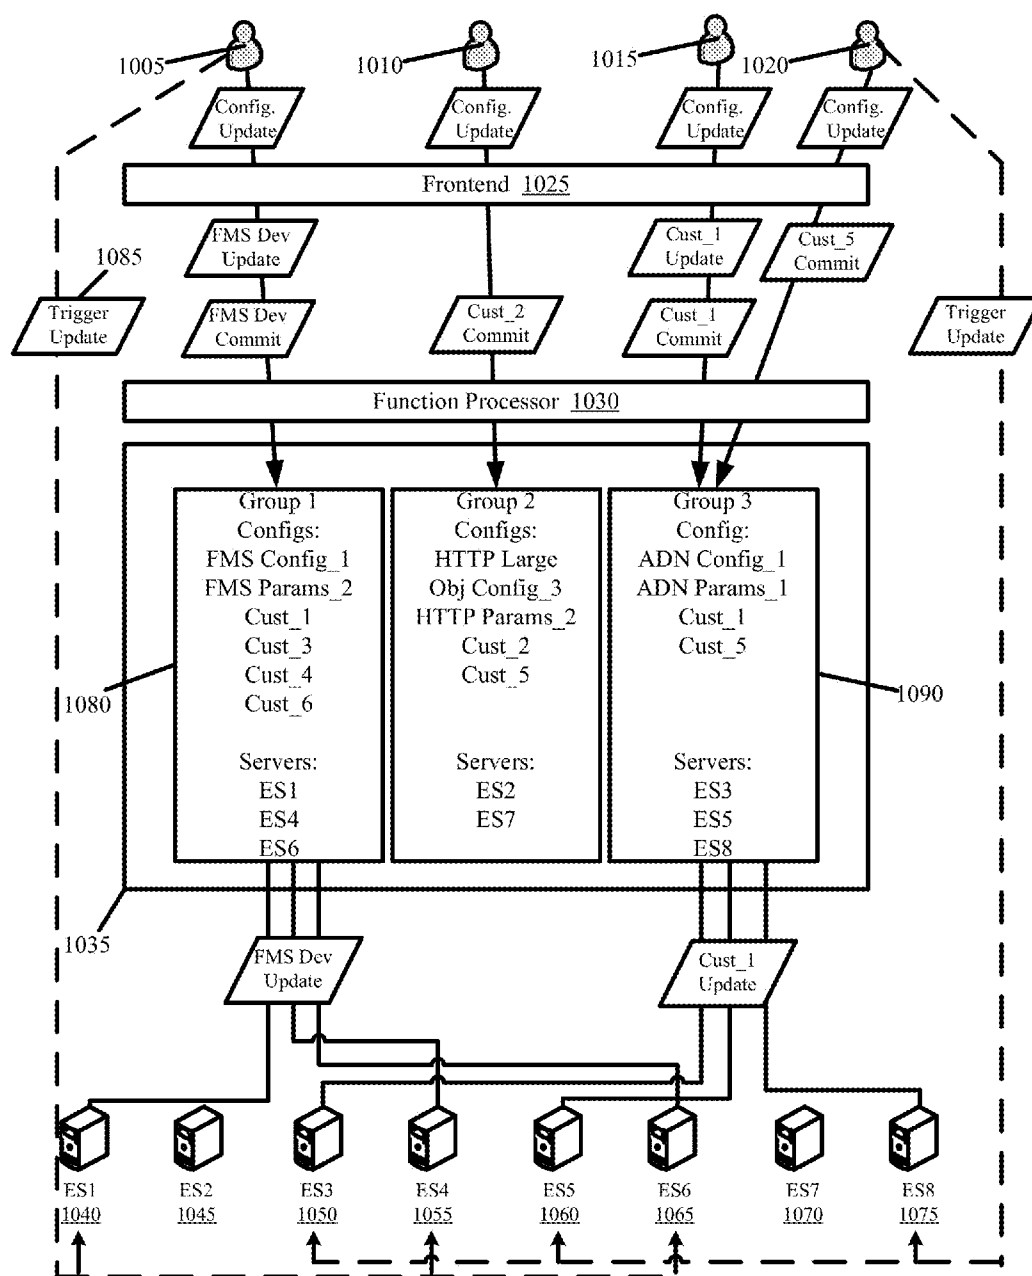 1005
1010
1015
1020
Config.
Update
Config.
Update
Config.
Update
Config.
Update
Frontend 1025
FMS Dev
Update
Cust_1
Update
Cust_5
Commit
1085
Trigger
Update
FMS Dev
Commit
Cust_2
Commit
Cust_1
Commit
Trigger
Update
Function Processor 1030
Group 1
Configs:
FMS Config_1
FMS Params_2
Cust_1
Cust_3
Cust_4
Cust_6
Servers:
ES1
ES4
ES6
Group 2
Configs:
HTTP Large
Obj Config_3
HTTP Params_2
Cust_2
Cust_5
Servers:
ES2
ES7
Group 3
Config:
ADN Config_1
ADN Params_1
Cust_1
Cust_5
Servers:
ES3
ES5
ES8
1080
1090
1035
FMS Dev
Update
Cust_1
Update
ES1
1040
ES2
1045
ES3
1050
ES4
1055
ES5
1060
ES6
1065
ES7
1070
ES8
1075